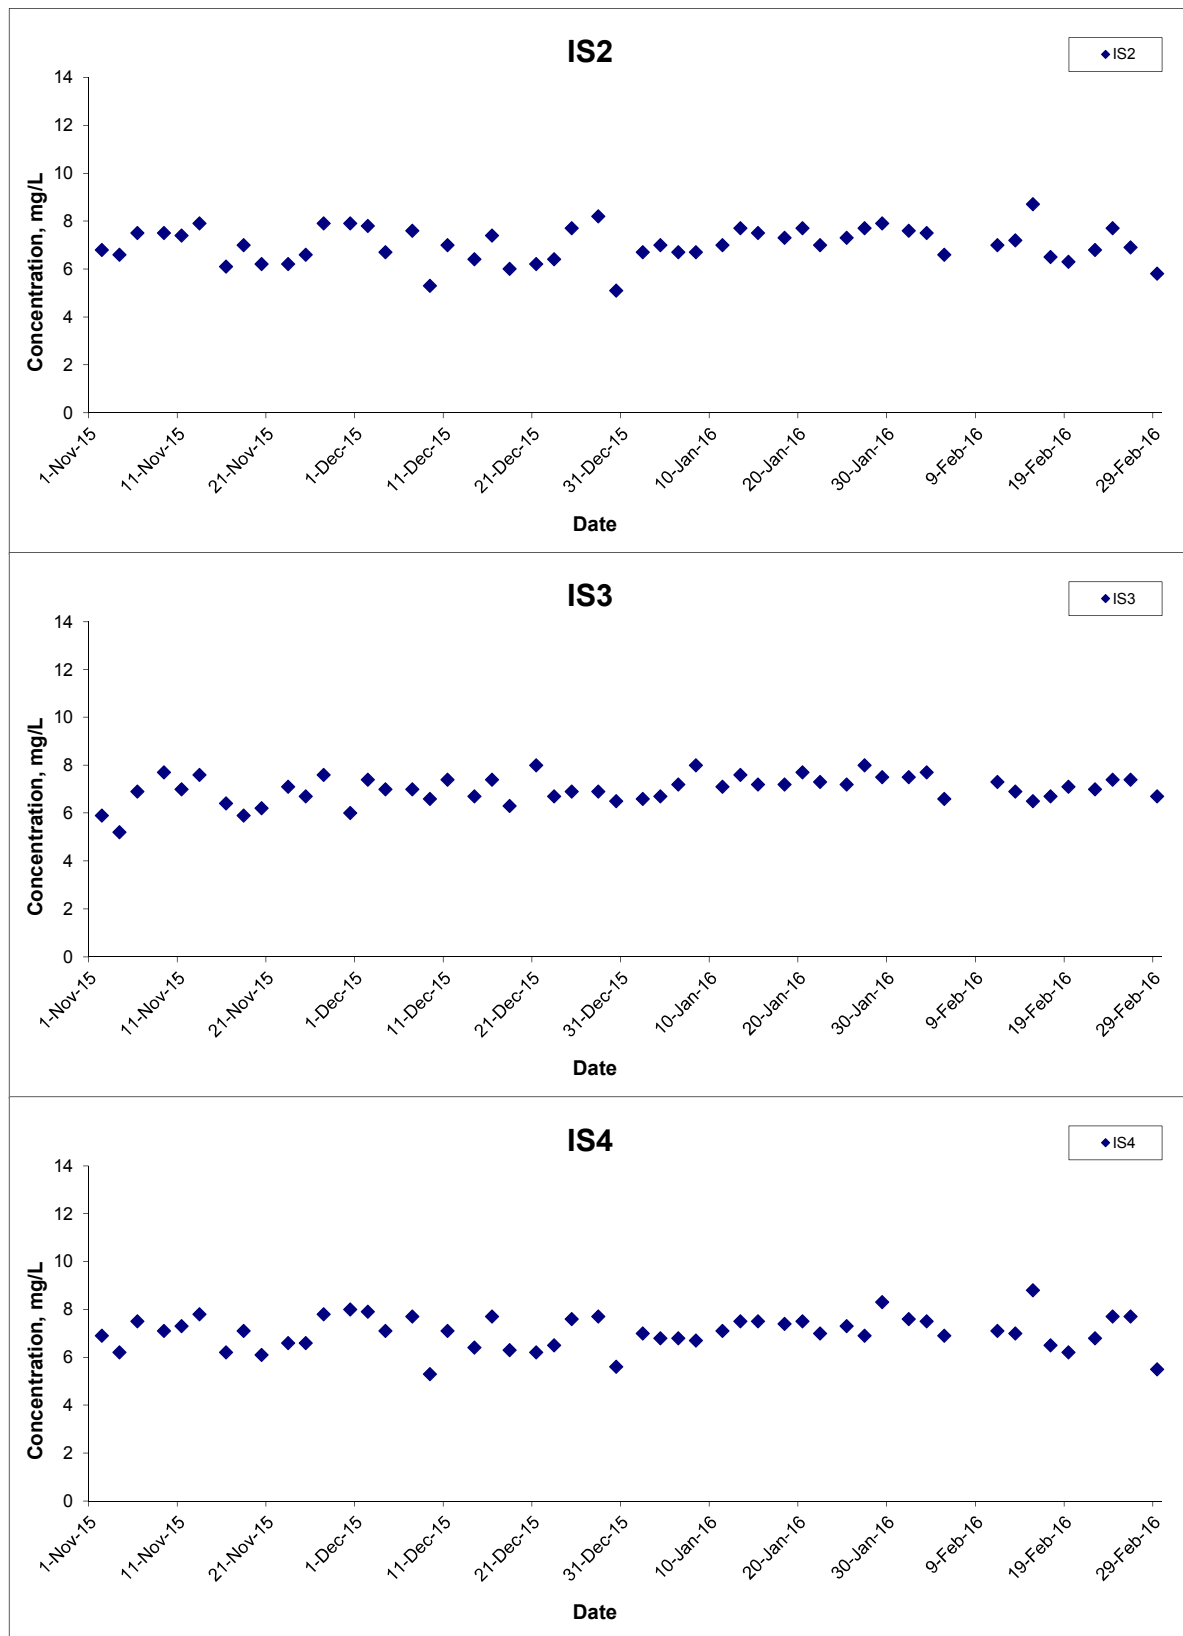 IS2
IS2
14
12
10
8
6
4
2
0
Concentration, mg/L
1-Nov-15
11-Nov-15
21-Nov-15
1-Dec-15
11-Dec-15
21-Dec-15
31-Dec-15
10-Jan-16
20-Jan-16
30-Jan-16
9-Feb-16
19-Feb-16
29-Feb-16
Date
IS3
IS3
14
12
10
8
6
4
2
0
Concentration, mg/L
1-Nov-15
11-Nov-15
21-Nov-15
1-Dec-15
11-Dec-15
21-Dec-15
31-Dec-15
10-Jan-16
20-Jan-16
30-Jan-16
9-Feb-16
19-Feb-16
29-Feb-16
Date
IS4
IS4
14
12
10
8
6
4
2
0
Concentration, mg/L
1-Nov-15
11-Nov-15
21-Nov-15
1-Dec-15
11-Dec-15
21-Dec-15
31-Dec-15
10-Jan-16
20-Jan-16
30-Jan-16
9-Feb-16
19-Feb-16
29-Feb-16
Date